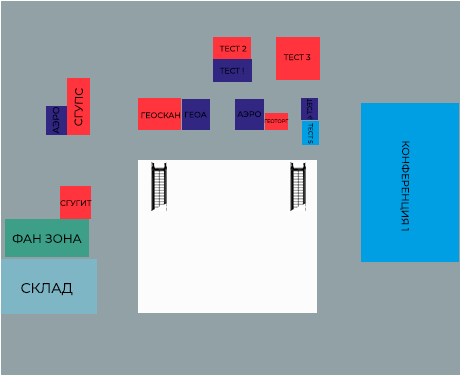 ТЕСТ 2
ТЕСТ 3
ТЕСТ 1
СГУПС
АЭРО
ГЕОСКАН
ГЕОА
АЭРО
ГЕОПОРТ
ТЕСТ 4
ТЕСТ 5
КОНФЕРЕНЦИЯ 1
СГУГИТ
ФАН ЗОНА
СКЛАД